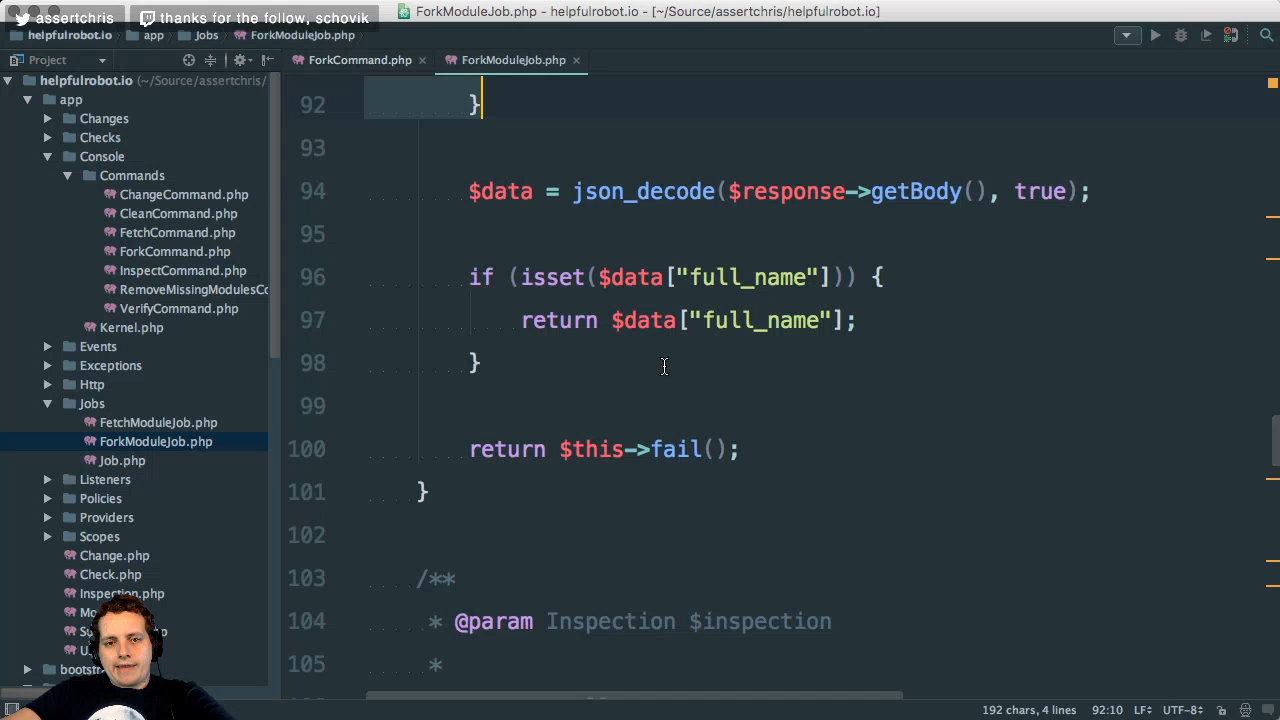 assertchris
thanks for the follow, schovik
ForkModuleJob.php - helpfulrobot.io - [~/Source/assertchris/helpfulrobot.io]
helpfulrobot.io
app
Jobs
ForkModuleJob.php
Project
ForkCommand.php
ForkModuleJob.php
helpfulrobot.io (~/Source/assertchris/
app
Changes
Checks
Console
Commands
ChangeCommand.php
CleanCommand.php
FetchCommand.php
ForkCommand.php
InspectCommand.php
RemoveMissingModulesCo
VerifyCommand.php
Kernel.php
Events
Exceptions
Http
Jobs
FetchModuleJob.php
ForkModuleJob.php
Job.php
Listeners
Policies
Providers
Scopes
Change.php
Check.php
Inspection.php
92 }
93
94 $data = json_decode($response->getBody(), true);
95
96 if (isset($data["full_name"])) {
97 return $data["full_name"];
98 }
99
100 return $this->fail();
101 }
102
103 /**
104 * @param Inspection $inspection
105 *
192 chars, 4 lines 92:10 LF÷ UTF-8÷